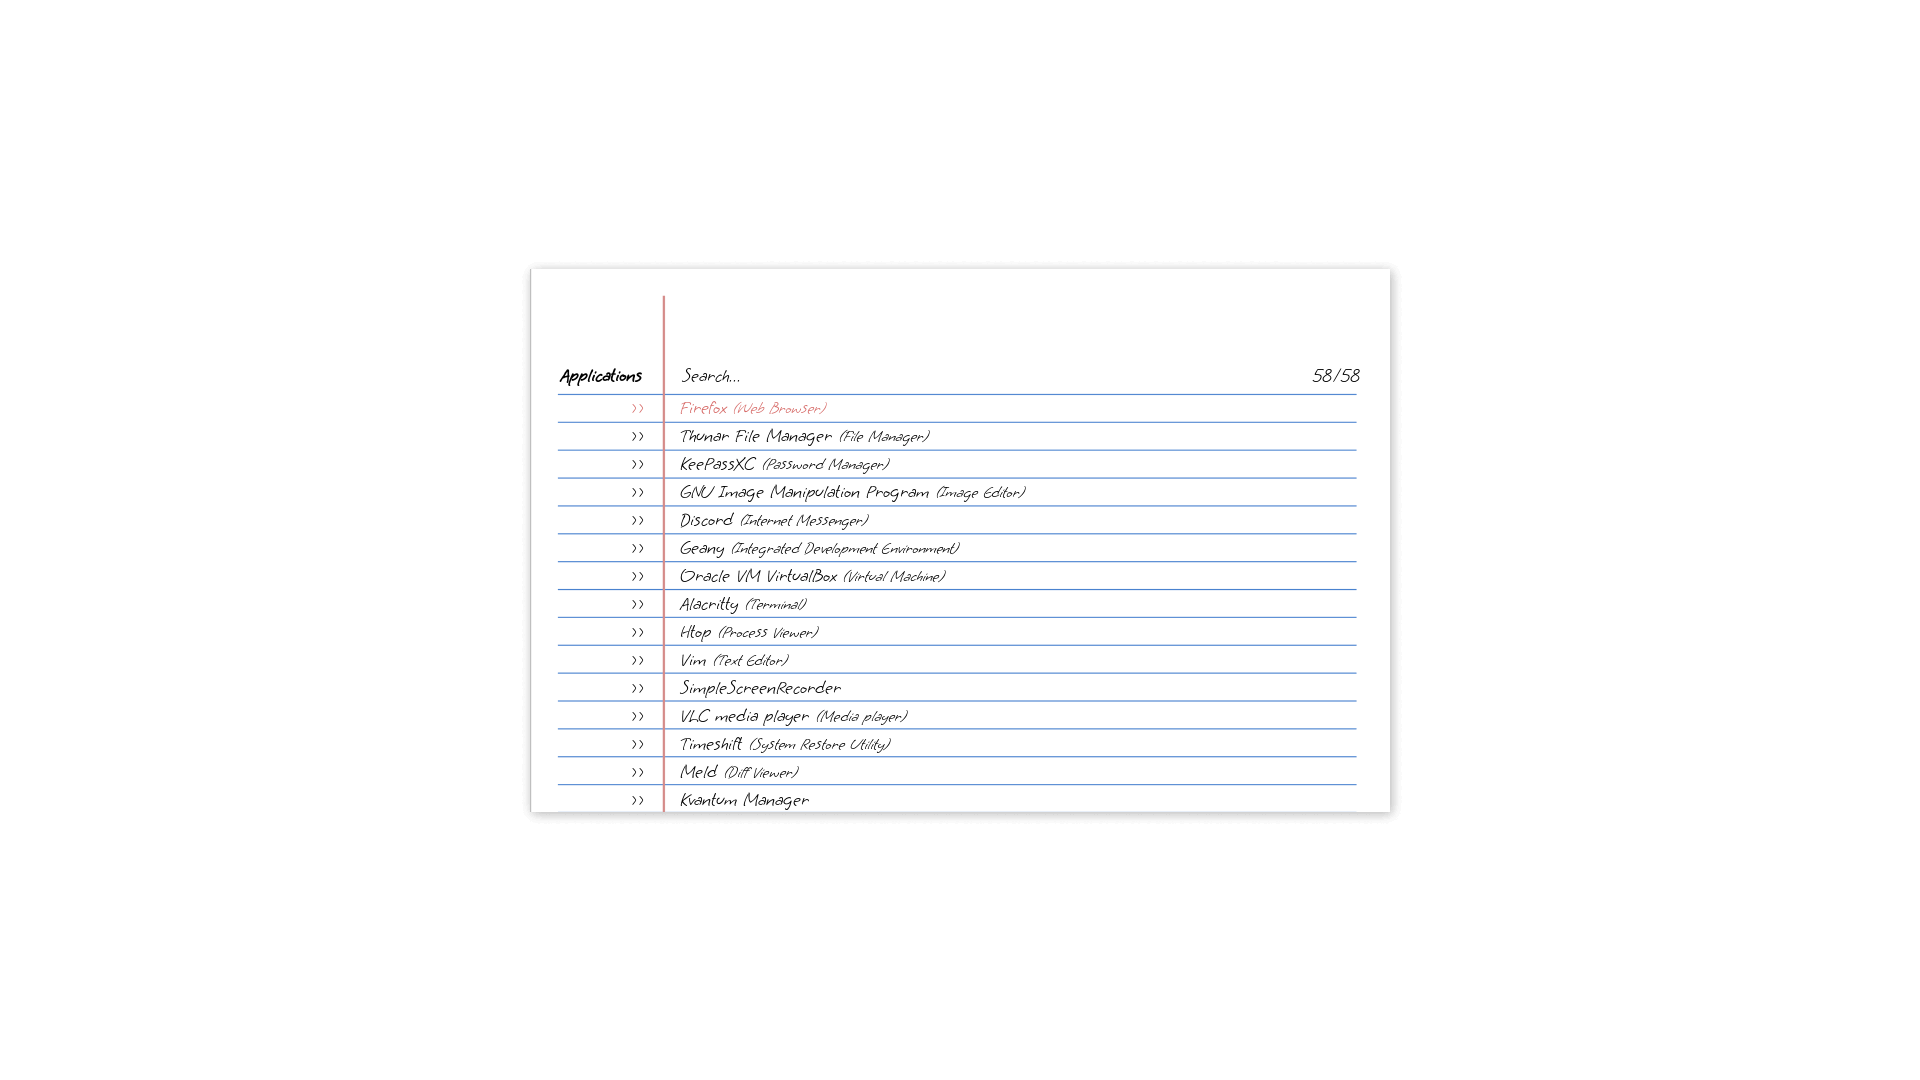 Applications Search... 58/58
》 Firefox (Web Browser)
》 Thunar File Manager (File Manager)
》 KeePassXC (Password Manager)
》 GNU Image Manipulation Program (Image Editor)
》 Discord (Internet Messenger)
》 Geany (Integrated Development Environment)
》 Oracle VM VirtualBox (Virtual Machine)
》 Alacritty (Terminal)
》 Htop (Process Viewer)
》 Vim (Text Editor)
》 SimpleScreenRecorder
》 VLC media player (Media player)
》 Timeshift (System Restore Utility)
》 Meld (Diff Viewer)
》 Kvantum Manager